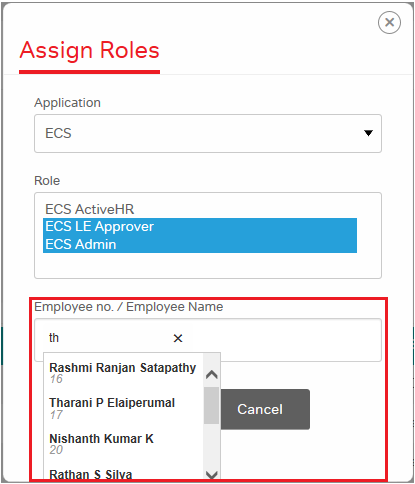 Assign Roles
Application
ECS
Role
ECS ActiveHR
ECS LE Approver
ECS Admin
Employee no. / Employee Name
th
Rashmi Ranjan Satapathy
16
Tharani P Elaiperumal
17
Nishanth Kumar K
20
Rathan S Silva
Cancel